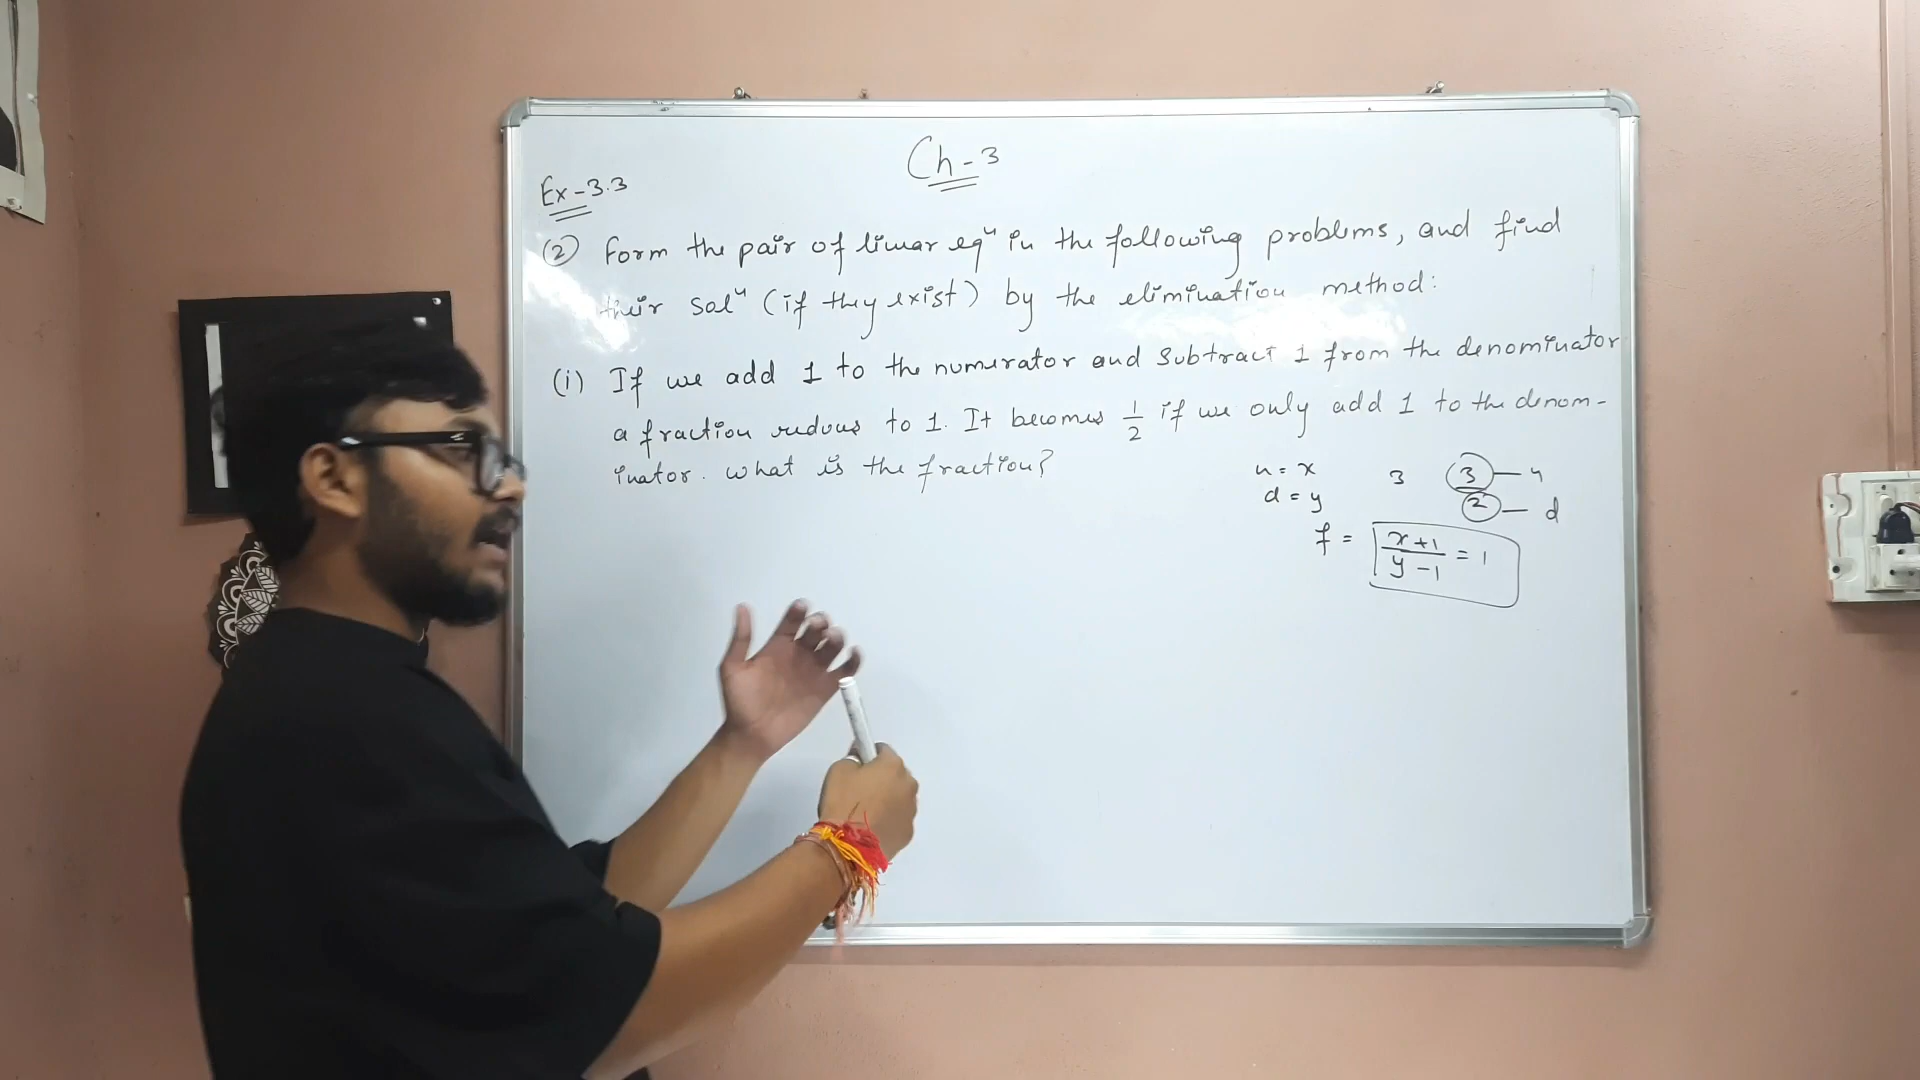 Ch-3
Ex-3.3
(2) Form the pair of linear eqⁿ in the following problems, and find
their solⁿ (if they exist) by the elimination method:
(i) If we add 1 to the numerator and subtract 1 from the denominator
a fraction reduces to 1. It becomes 1/2 if we only add 1 to the denom-
inator. what is the fraction?
n = x
d = y
3
3 — n
2 — d
f = x+1/y-1 = 1